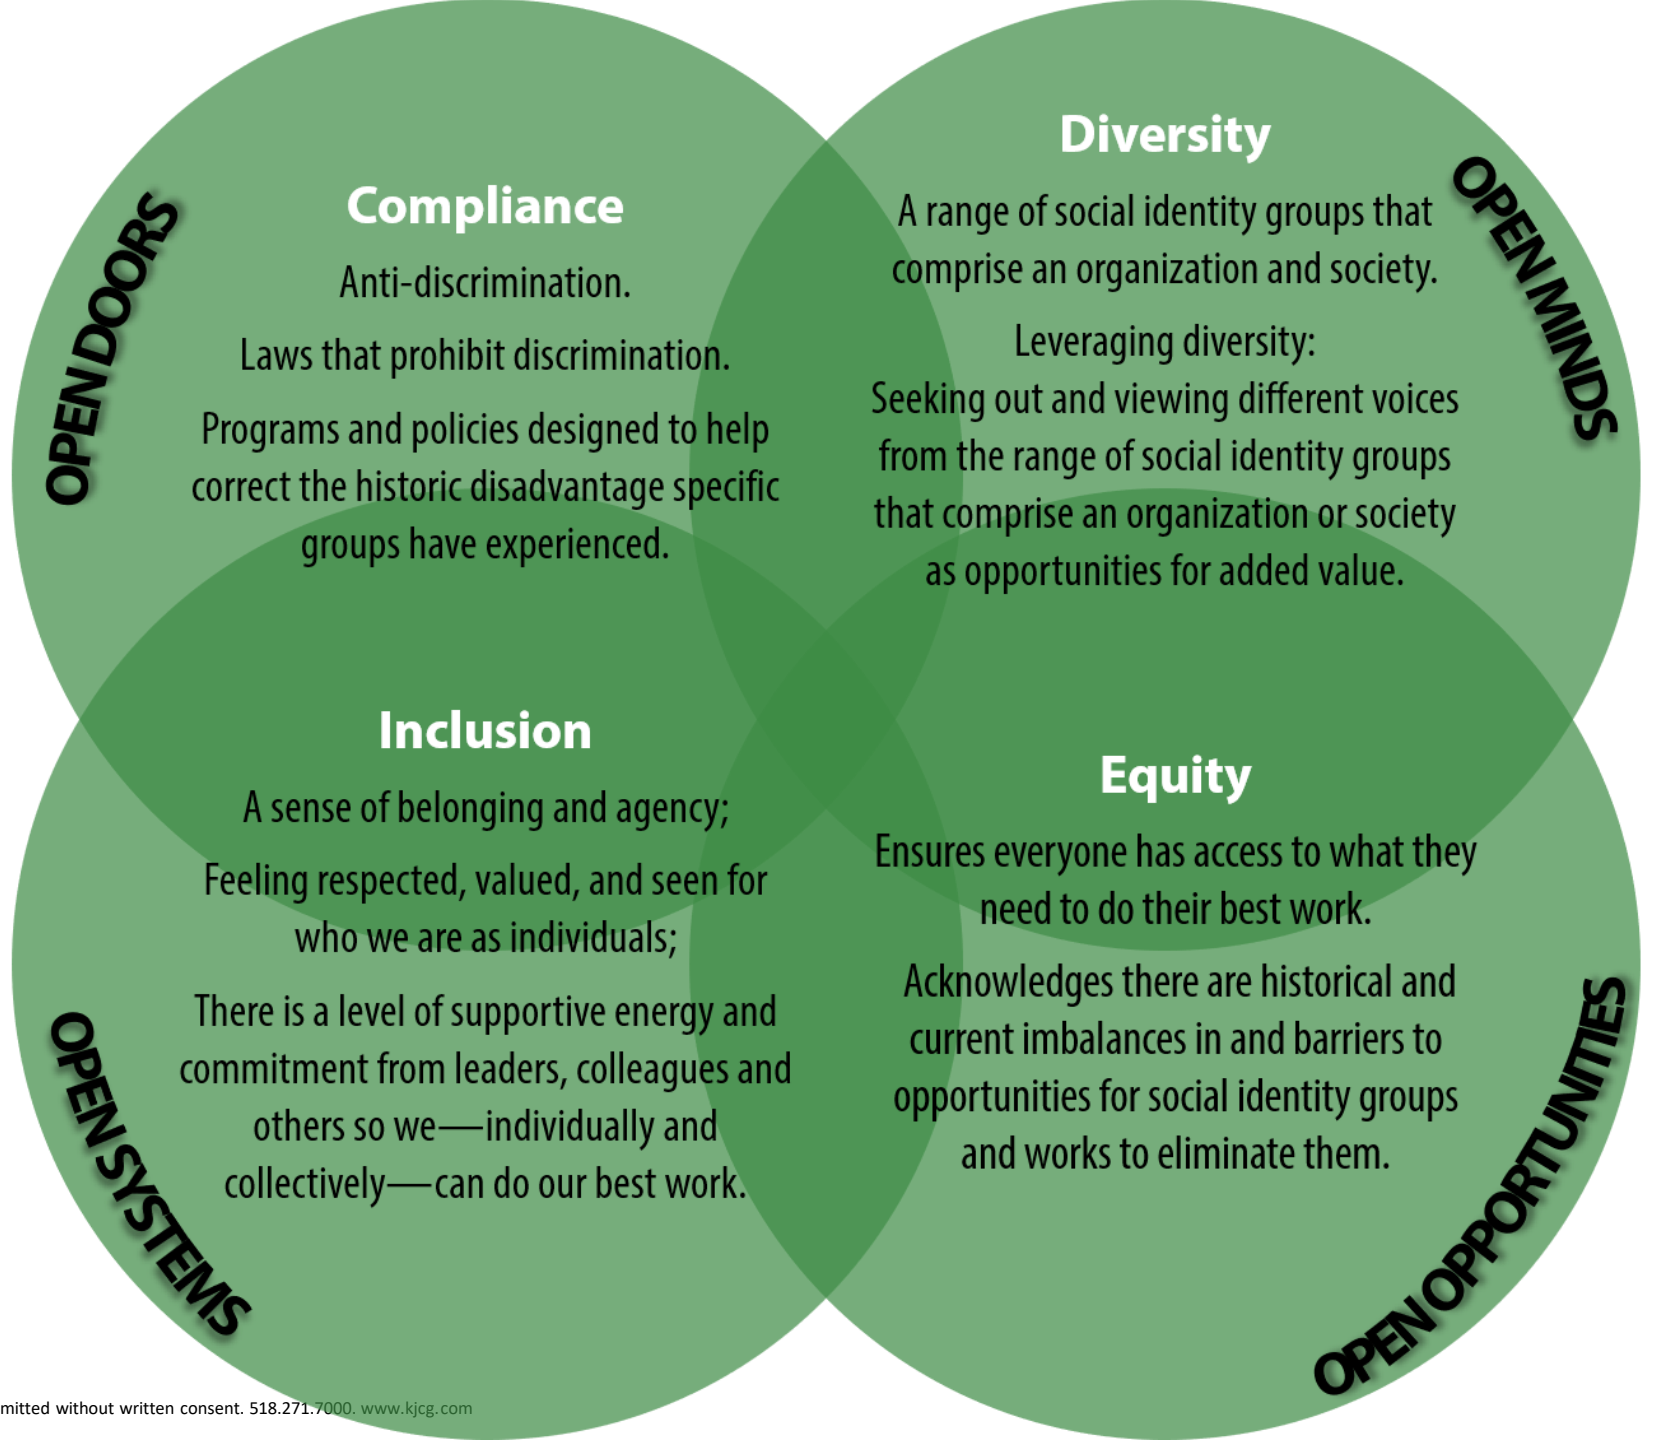 OPEN DOORS
Compliance
Anti-discrimination.
Laws that prohibit discrimination.
Programs and policies designed to help
correct the historic disadvantage specific
groups have experienced.
Diversity
A range of social identity groups that
comprise an organization and society.
Leveraging diversity:
Seeking out and viewing different voices
from the range of social identity groups
that comprise an organization or society
as opportunities for added value.
OPEN MINDS
Inclusion
A sense of belonging and agency;
Feeling respected, valued, and seen for
who we are as individuals;
There is a level of supportive energy and
commitment from leaders, colleagues and
others so we—individually and
collectively—can do our best work.
OPEN SYSTEMS
Equity
Ensures everyone has access to what they
need to do their best work.
Acknowledges there are historical and
current imbalances in and barriers to
opportunities for social identity groups
and works to eliminate them.
OPEN OPPORTUNITIES
mitted without written consent. 518.271.7000. www.kjcg.com